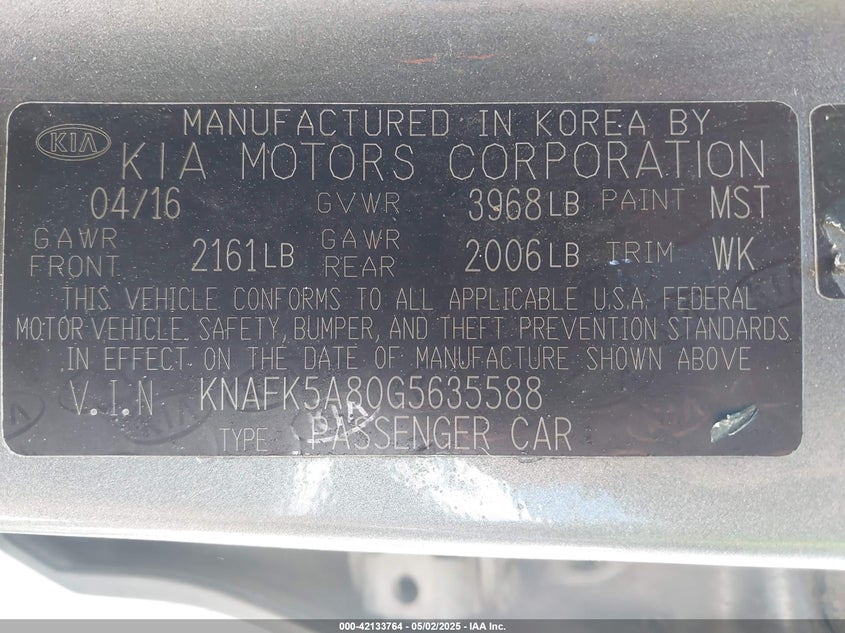 KIA
MANUFACTURED IN KOREA BY
KIA MOTORS CORPORATION
04/16 GVWR 3968LB PAINT MST
GAWR FRONT 2161LB GAWR REAR 2006LB TRIM WK
THIS VEHICLE CONFORMS TO ALL APPLICABLE U.S.A. FEDERAL
MOTOR VEHICLE, SAFETY, BUMPER, AND THEFT PREVENTION STANDARDS
IN EFFECT ON THE DATE OF MANUFACTURE SHOWN ABOVE.
V.I.N KNAFK5A80G5635588
TYPE PASSENGER CAR
000-42133764 - 05/02/2025 - IAA Inc.